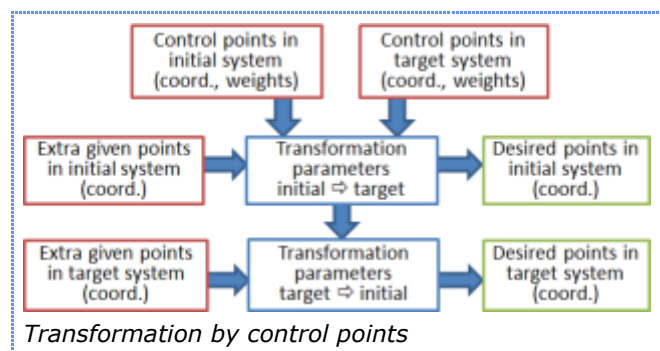 Control points in
initial system
(coord., weights)
Control points in
target system
(coord., weights)
Extra given points
in initial system
(coord.)
Transformation
parameters
initial ⇨ target
Desired points in
initial system
(coord.)
Extra given points
in target system
(coord.)
Transformation
parameters
target ⇨ initial
Desired points in
target system
(coord.)
Transformation by control points